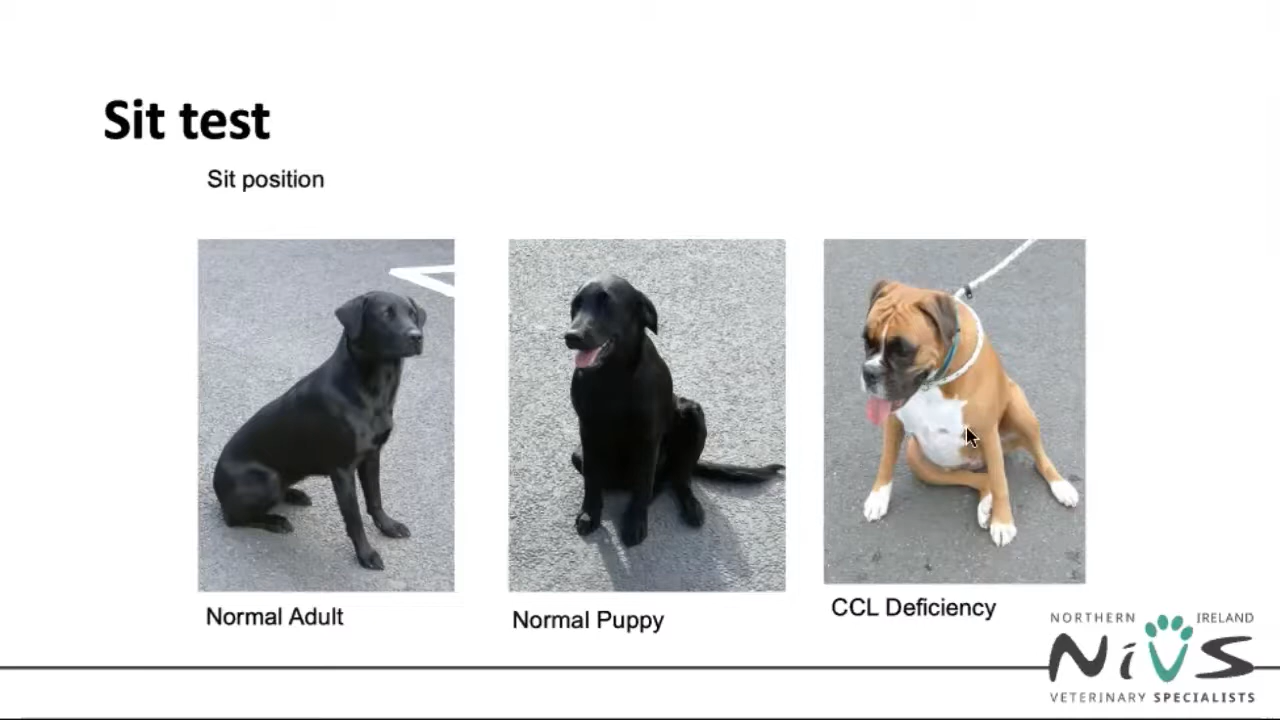 Sit test
Sit position
Normal Adult
Normal Puppy
CCL Deficiency
NORTHERN IRELAND
NiVS
VETERINARY SPECIALISTS